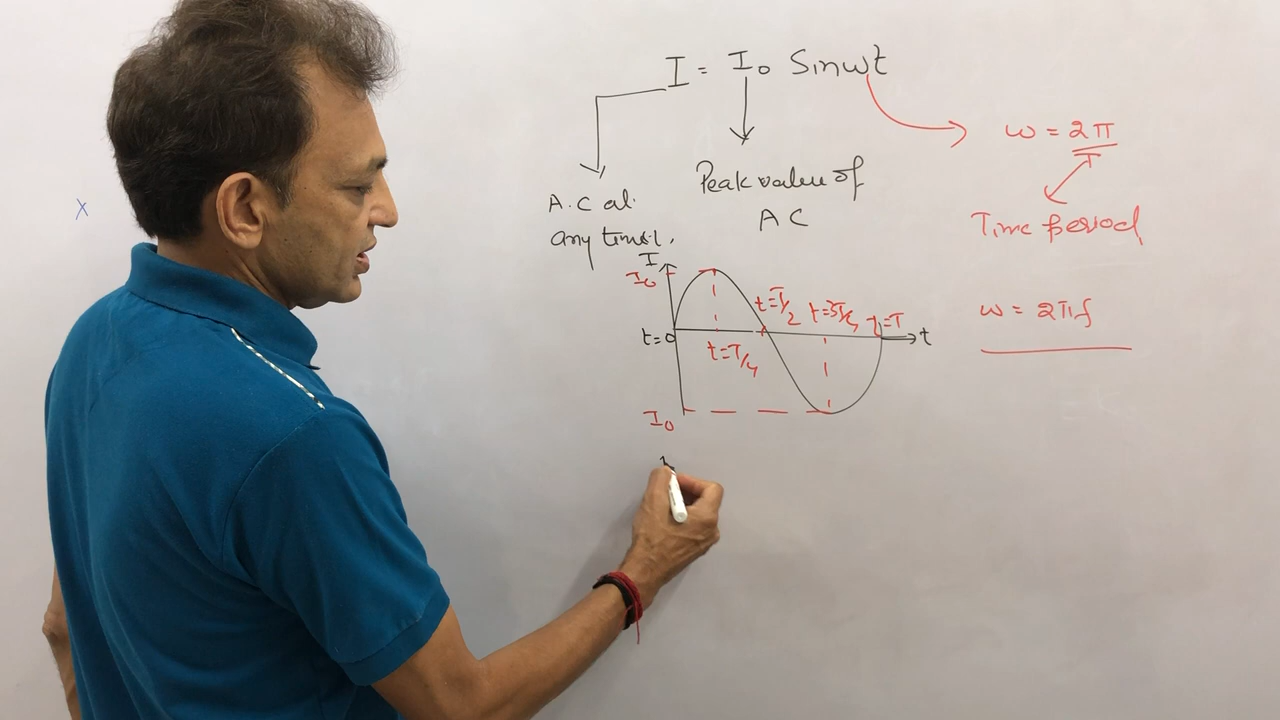 I = I₀ Sinωt
ω = 2π
T
Peak value of
AC
A.C at
any time t.
Time period
I
I₀
t=T/2
t=3T/4
t=T
ω = 2πf
t=0
t
t=T/4
I₀
x